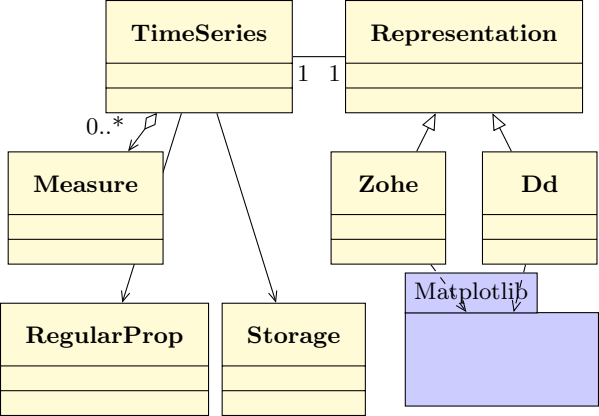 TimeSeries
Representation
1 1
0..*
Measure
Zohe
Dd
Matplotlib
RegularProp
Storage